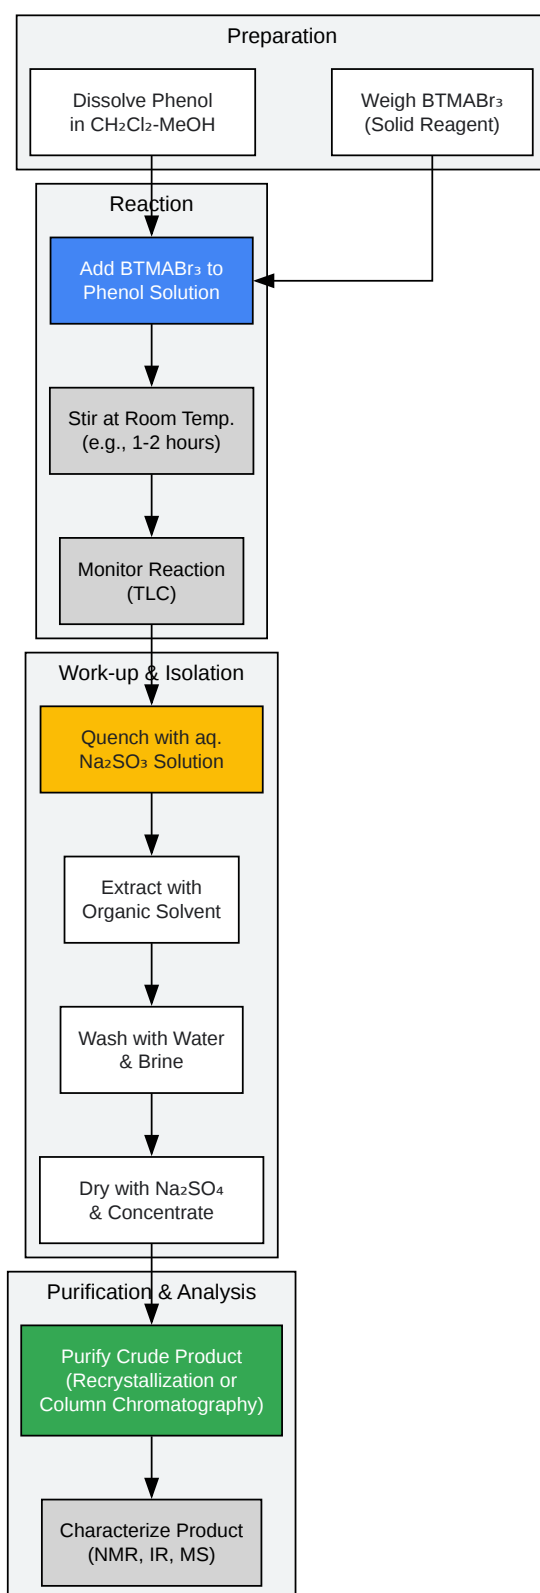 Preparation
Dissolve Phenol
in CH₂Cl₂-MeOH
Weigh BTMABr₃
(Solid Reagent)
Reaction
Add BTMABr₃ to
Phenol Solution
Stir at Room Temp.
(e.g., 1-2 hours)
Monitor Reaction
(TLC)
Work-up & Isolation
Quench with aq.
Na₂SO₃ Solution
Extract with
Organic Solvent
Wash with Water
& Brine
Dry with Na₂SO₄
& Concentrate
Purification & Analysis
Purify Crude Product
(Recrystallization or
Column Chromatography)
Characterize Product
(NMR, IR, MS)